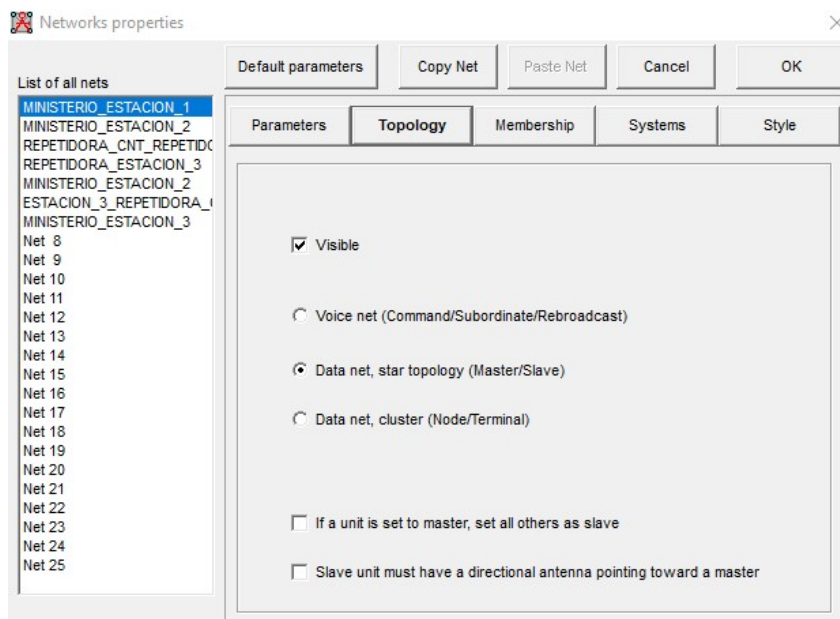 Networks properties
Default parameters
Copy Net
Paste Net
Cancel
OK
List of all nets
MINISTERIO_ESTACION_1
MINISTERIO_ESTACION_2
REPETIDORA_CNT_REPETIDO
REPETIDORA_ESTACION_3
MINISTERIO_ESTACION_2
ESTACION_3_REPETIDORA_
MINISTERIO_ESTACION_3
Net 8
Net 9
Net 10
Net 11
Net 12
Net 13
Net 14
Net 15
Net 16
Net 17
Net 18
Net 19
Net 20
Net 21
Net 22
Net 23
Net 24
Net 25
Parameters
Topology
Membership
Systems
Style
Visible
Voice net (Command/Subordinate/Rebroadcast)
Data net, star topology (Master/Slave)
Data net, cluster (Node/Terminal)
If a unit is set to master, set all others as slave
Slave unit must have a directional antenna pointing toward a master